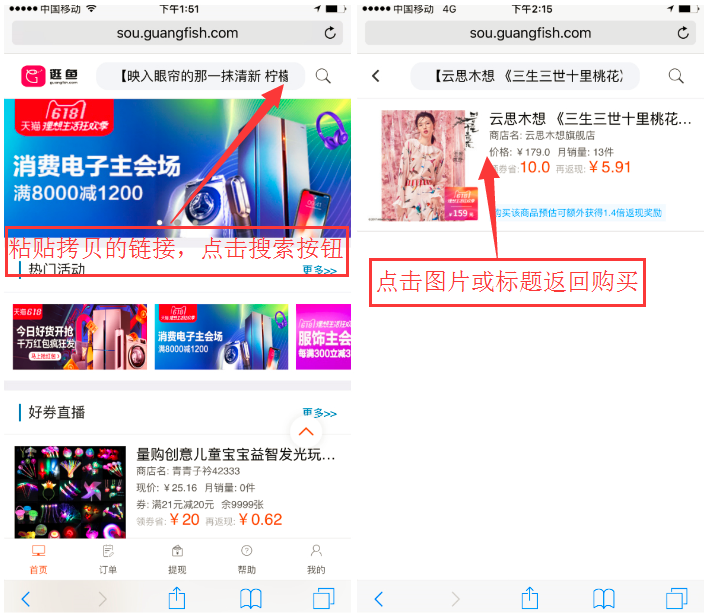 中国移动
下午1:51
sou.guangfish.com
逛鱼
guangfish.com
【映入眼帘的那一抹清新 柠檬
618
天猫 理想生活狂欢季
消费电子主会场
满8000减1200
粘贴拷贝的链接，点击搜索按钮
热门活动
更多>>
天猫618
今日好货开抢
千万红包疯狂发
马上抢红包
618
天猫 理想生活狂欢季
消费电子主会场
满8000减1200
618 理想生活狂欢季
服饰主会
每满300立减3
好券直播
更多>>
量购创意儿童宝宝益智发光玩…
商店名: 青青子衿42333
现价: ￥25.16 月销量: 0件
券: 满21元减20元 余9999张
领券省: ￥20 再返现: ￥0.62
首页
订单
提现
帮助
我的
中国移动 4G
下午2:15
sou.guangfish.com
【云思木想 《三生三世十里桃花》
云思木想 《三生三世十里桃花…
商店名: 云思木想旗舰店
价格: ￥179.0 月销量: 13件
领券省: 10.0 再返现: ￥5.91
￥159
购买该商品预估可额外获得1.4倍返现奖励
点击图片或标题返回购买